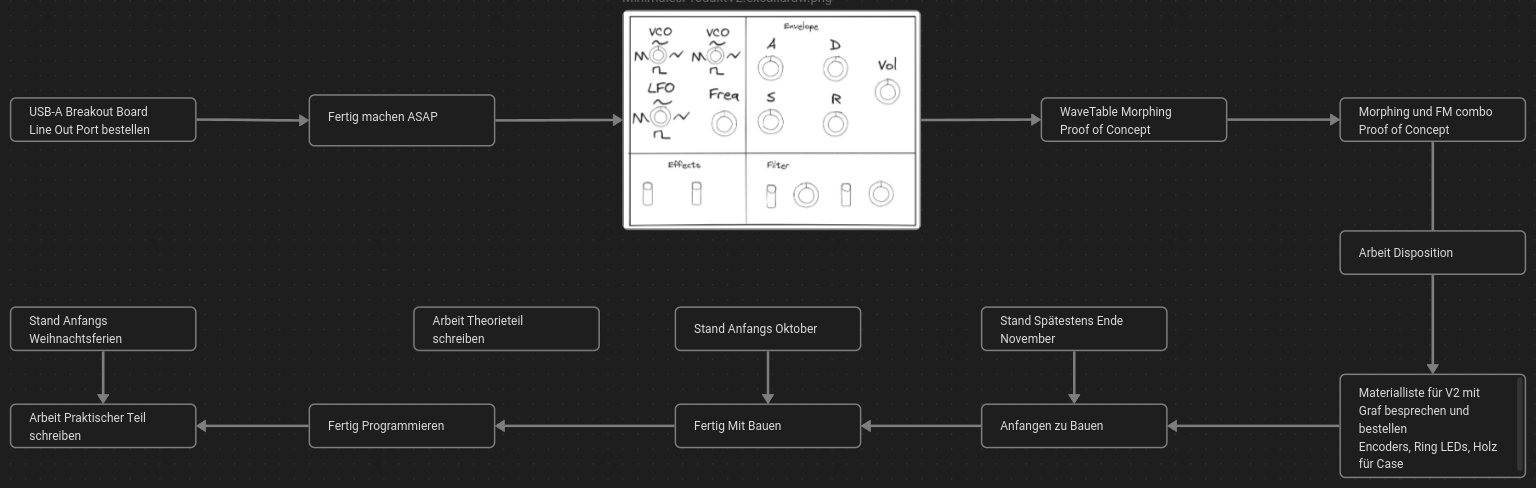 USB-A Breakout Board
Line Out Port bestellen
Fertig machen ASAP
VCO
VCO
LFO
Freq
Envelope
A
D
Vol
S
R
Effects
Filter
WaveTable Morphing
Proof of Concept
Morphing und FM combo
Proof of Concept
Arbeit Disposition
Stand Anfangs
Weihnachtsferien
Arbeit Theorieteil
schreiben
Stand Anfangs Oktober
Stand Spätestens Ende
November
Materialliste für V2 mit
Graf besprechen und
bestellen
Encoders, Ring LEDs, Holz
für Case
Arbeit Praktischer Teil
schreiben
Fertig Programmieren
Fertig Mit Bauen
Anfangen zu Bauen